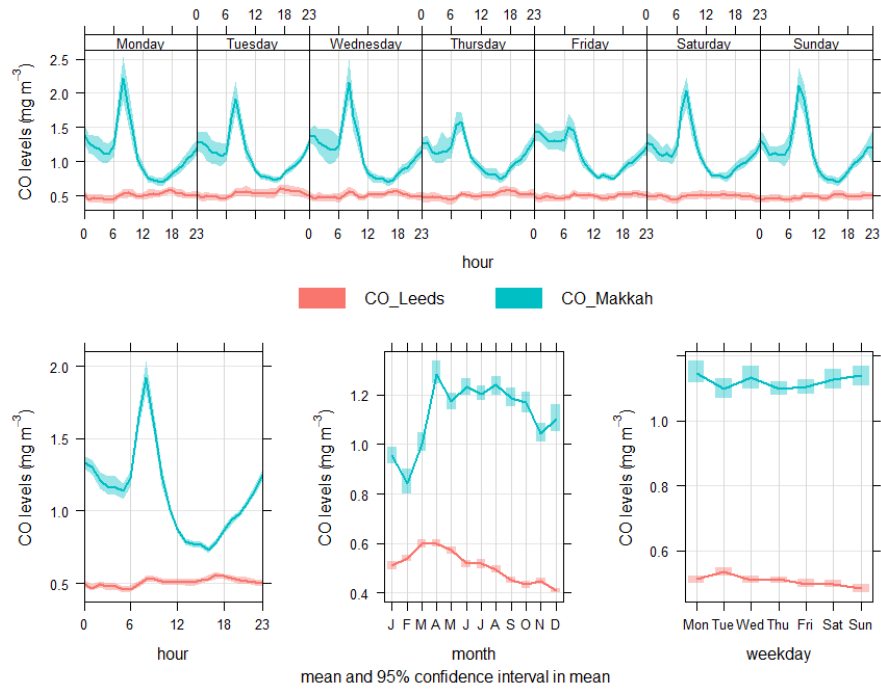 0 6 12 18 23 0 6 12 18 23 0 6 12 18 23
Monday Tuesday Wednesday Thursday Friday Saturday Sunday
CO levels (mg m⁻³)
2.5
2.0
1.5
1.0
0.5
0 6 12 18 23 0 6 12 18 23 0 6 12 18 23 0 6 12 18 23
hour
CO_Leeds CO_Makkah
CO levels (mg m⁻³)
2.0
1.5
1.0
0.5
0 6 12 18 23
hour
CO levels (mg m⁻³)
1.2
1.0
0.8
0.6
0.4
J F M A M J J A S O N D
month
CO levels (mg m⁻³)
1.0
0.8
0.6
Mon Tue Wed Thu Fri Sat Sun
weekday
mean and 95% confidence interval in mean